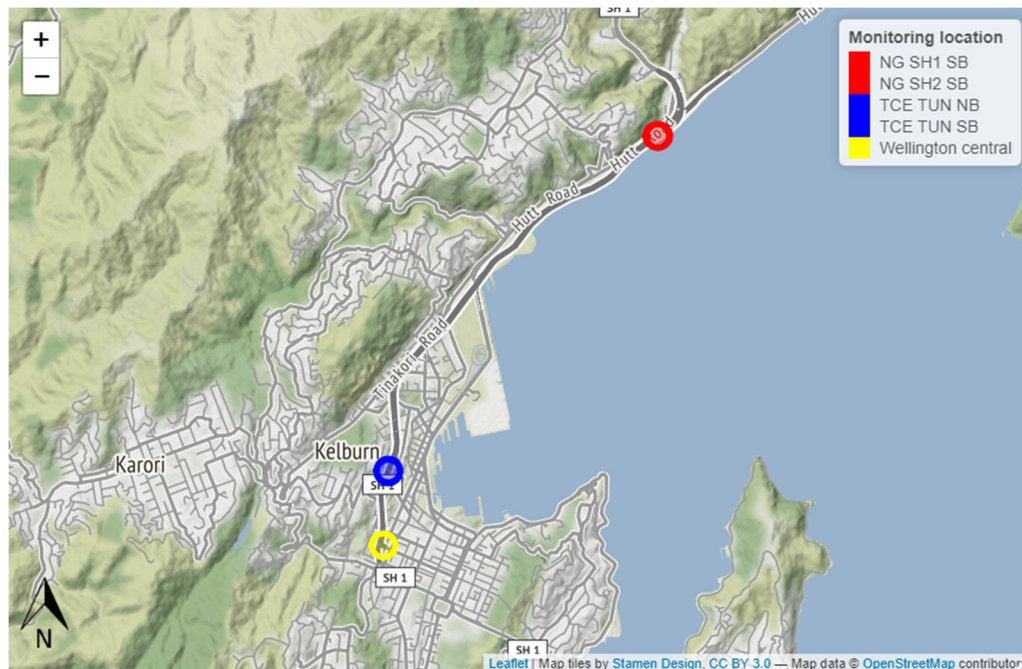 SH 1
Hu
+
−
Monitoring location
NG SH1 SB
NG SH2 SB
TCE TUN NB
TCE TUN SB
Wellington central
Hutt Road
Hutt Road
Tinakori Road
Kelburn
Karori
SH 1
SH 1
N
SH 1
Leaflet | Map tiles by Stamen Design, CC BY 3.0 — Map data © OpenStreetMap contributor